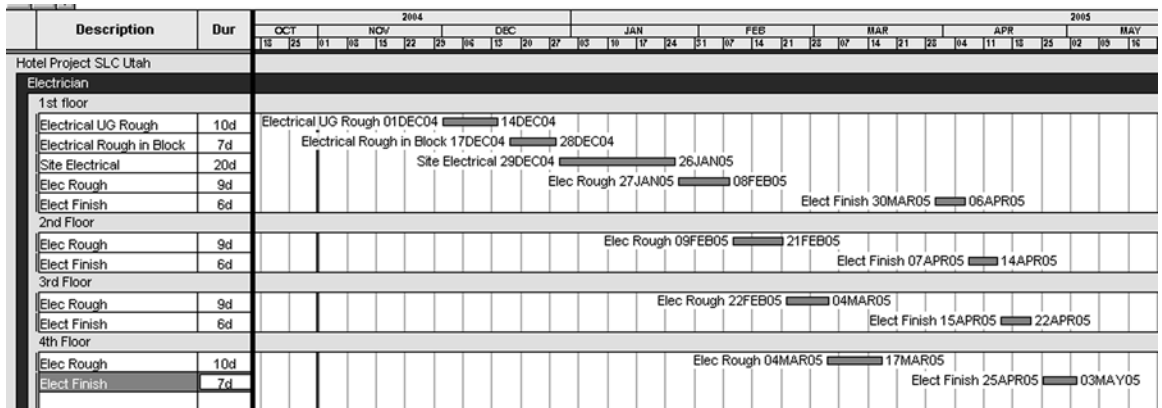 2004 2005
Description Dur OCT NOV DEC JAN FEB MAR APR MAY
18 25 01 08 15 22 29 06 13 20 27 03 10 17 24 31 07 14 21 28 07 14 21 28 04 11 18 25 02 09 16
Hotel Project SLC Utah
Electrician
1st floor
Electrical UG Rough 10d Electrical UG Rough 01DEC04 14DEC04
Electrical Rough in Block 7d Electrical Rough in Block 17DEC04 28DEC04
Site Electrical 20d Site Electrical 29DEC04 26JAN05
Elec Rough 9d Elec Rough 27JAN05 08FEB05
Elect Finish 6d Elect Finish 30MAR05 06APR05
2nd Floor
Elec Rough 9d Elec Rough 09FEB05 21FEB05
Elect Finish 6d Elect Finish 07APR05 14APR05
3rd Floor
Elec Rough 9d Elec Rough 22FEB05 04MAR05
Elect Finish 6d Elect Finish 15APR05 22APR05
4th Floor
Elec Rough 10d Elec Rough 04MAR05 17MAR05
Elect Finish 7d Elect Finish 25APR05 03MAY05